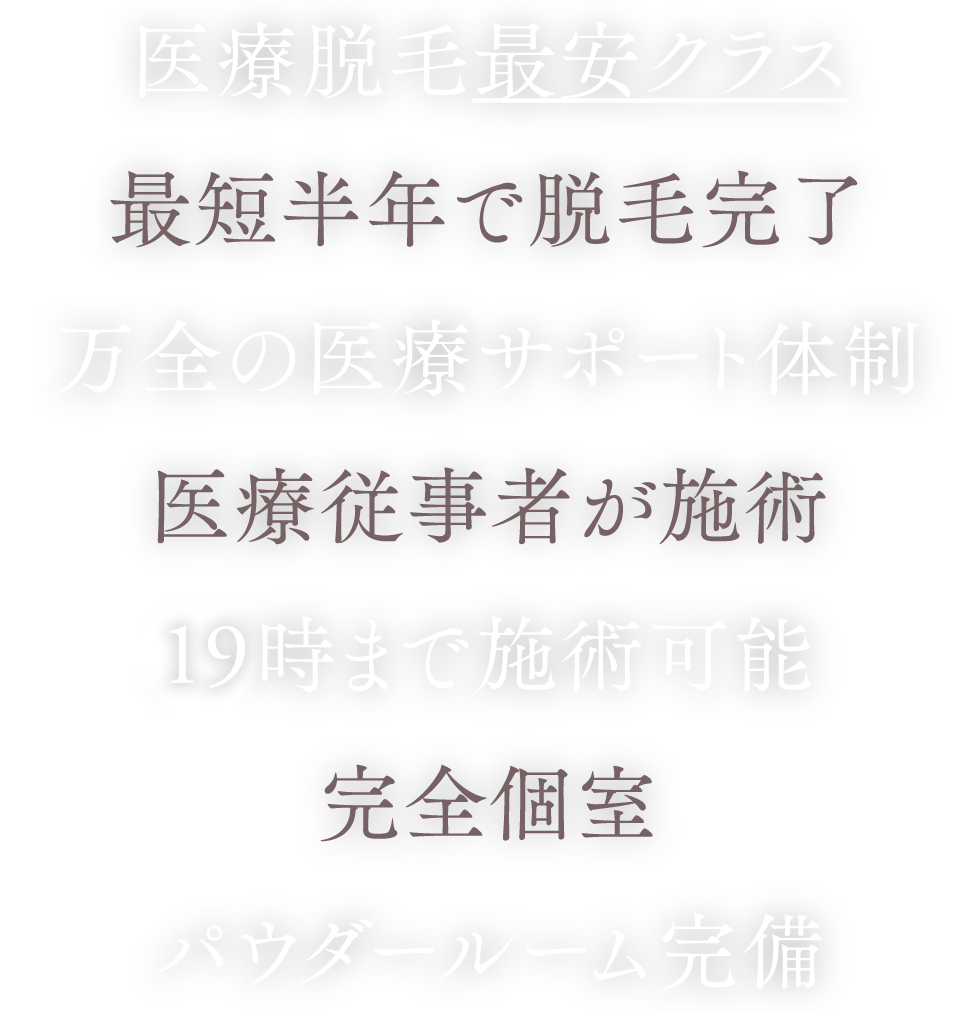 医療脱毛最安クラス
最短半年で脱毛完了
万全の医療サポート体制
医療従事者が施術
19時まで施術可能
完全個室
パウダールーム完備